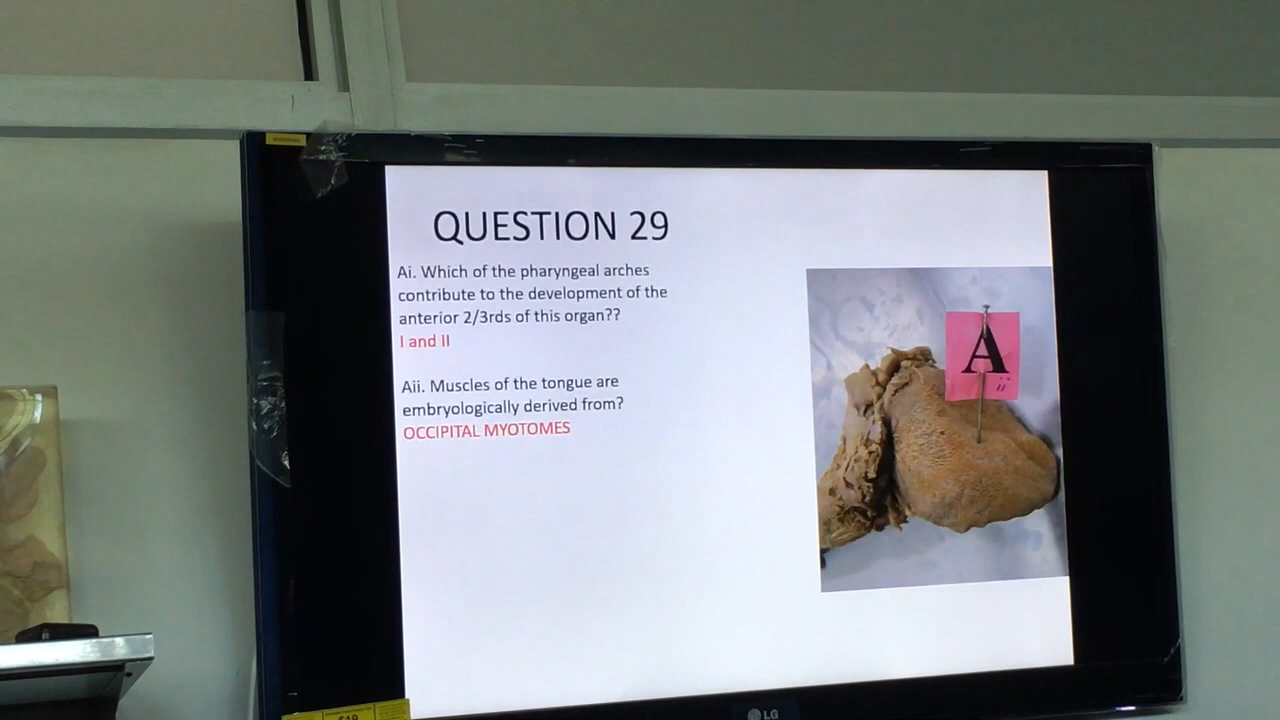 QUESTION 29
Ai. Which of the pharyngeal arches
contribute to the development of the
anterior 2/3rds of this organ??
I and II
Aii. Muscles of the tongue are
embryologically derived from?
OCCIPITAL MYOTOMES
A
ii
LG